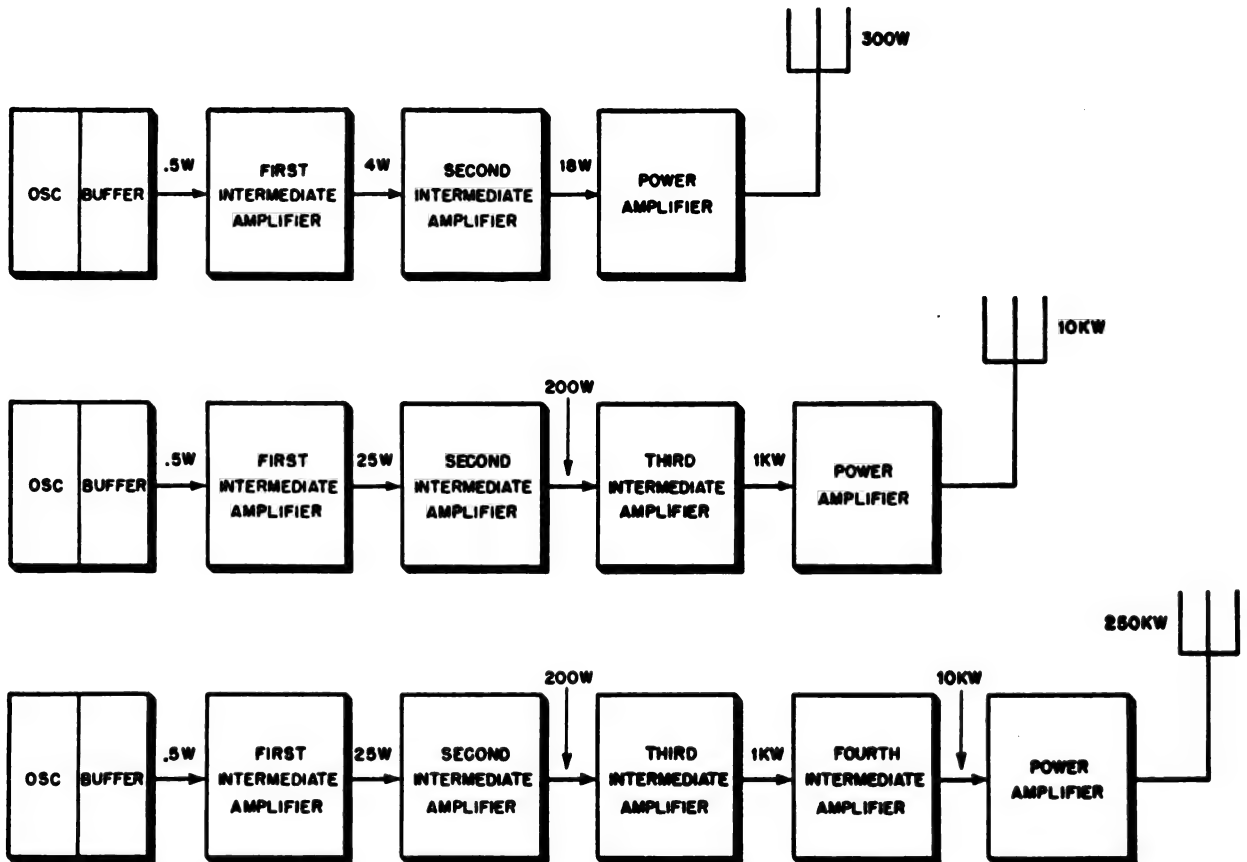 300W
OSC BUFFER .5W FIRST INTERMEDIATE AMPLIFIER 4W SECOND INTERMEDIATE AMPLIFIER 18W POWER AMPLIFIER
10KW
200W
OSC BUFFER .5W FIRST INTERMEDIATE AMPLIFIER 25W SECOND INTERMEDIATE AMPLIFIER THIRD INTERMEDIATE AMPLIFIER 1KW POWER AMPLIFIER
250KW
200W 10KW
OSC BUFFER .5W FIRST INTERMEDIATE AMPLIFIER 25W SECOND INTERMEDIATE AMPLIFIER THIRD INTERMEDIATE AMPLIFIER 1KW FOURTH INTERMEDIATE AMPLIFIER POWER AMPLIFIER